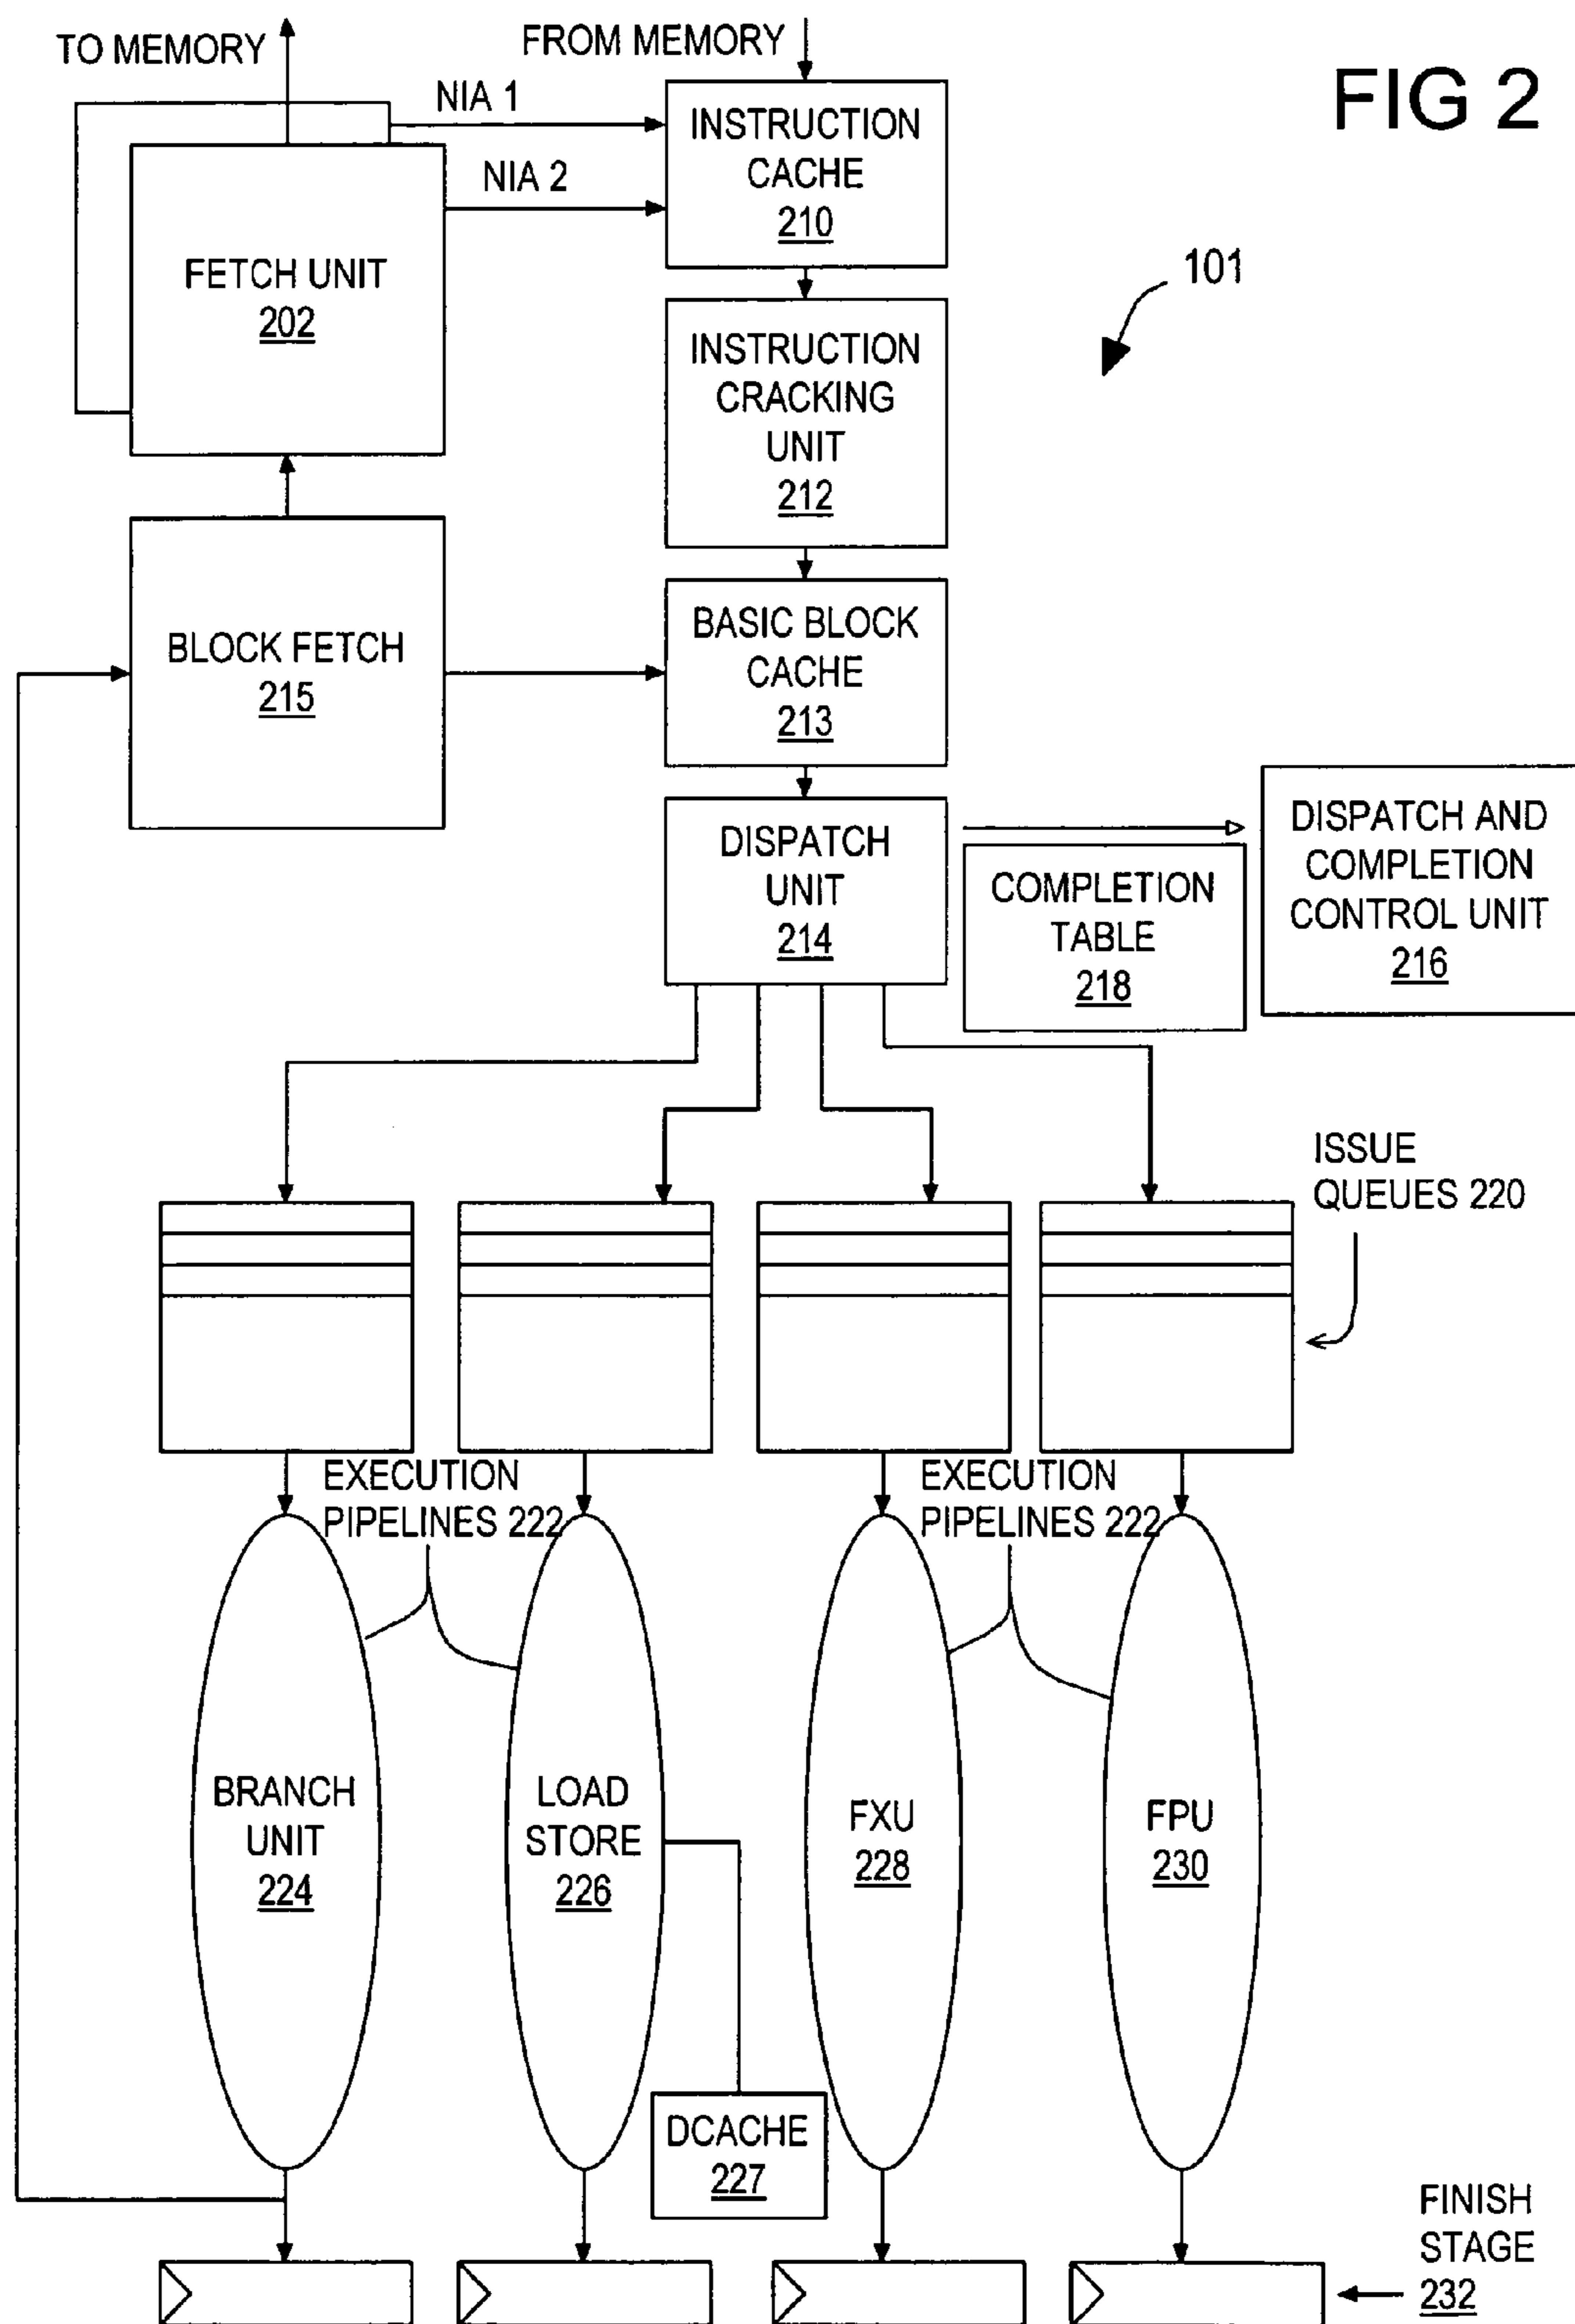 TO MEMORY
FROM MEMORY
FIG 2
NIA 1
NIA 2
INSTRUCTION
CACHE
210
FETCH UNIT
202
101
INSTRUCTION
CRACKING
UNIT
212
BLOCK FETCH
215
BASIC BLOCK
CACHE
213
DISPATCH
UNIT
214
COMPLETION
TABLE
218
DISPATCH AND
COMPLETION
CONTROL UNIT
216
ISSUE
QUEUES 220
EXECUTION
PIPELINES 222
EXECUTION
PIPELINES 222
BRANCH
UNIT
224
LOAD
STORE
226
FXU
228
FPU
230
DCACHE
227
FINISH
STAGE
232